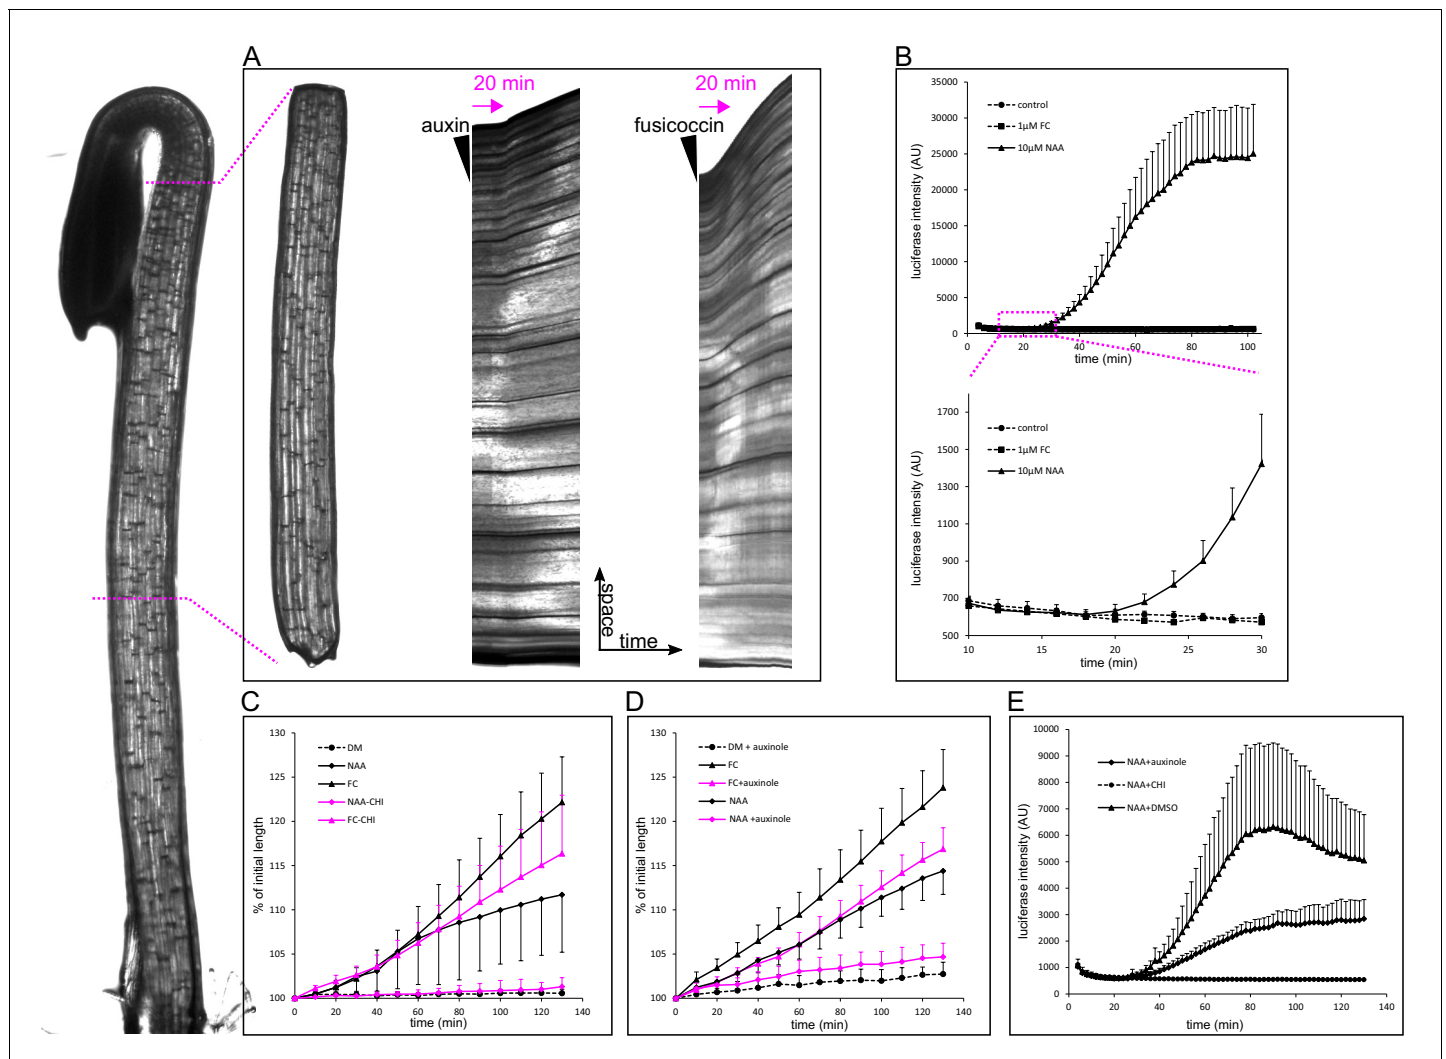 A
20 min
20 min
auxin
fusicoccin
space
time
B
35000
30000
25000
20000
15000
10000
5000
0
luciferase intensity (AU)
control
1µM FC
10µM NAA
0 20 40 60 80 100
time (min)
1700
1500
1300
1100
900
700
500
luciferase intensity (AU)
control
1µM FC
10µM NAA
10 15 20 25 30
time (min)
C
130
125
120
115
110
105
100
% of initial length
DM
NAA
FC
NAA-CHI
FC-CHI
0 20 40 60 80 100 120 140
time (min)
D
130
125
120
115
110
105
100
% of initial length
DM + auxinole
FC
FC+auxinole
NAA
NAA +auxinole
0 20 40 60 80 100 120 140
time (min)
E
10000
9000
8000
7000
6000
5000
4000
3000
2000
1000
0
luciferase intensity (AU)
NAA+auxinole
NAA+CHI
NAA+DMSO
0 20 40 60 80 100 120 140
time (min)